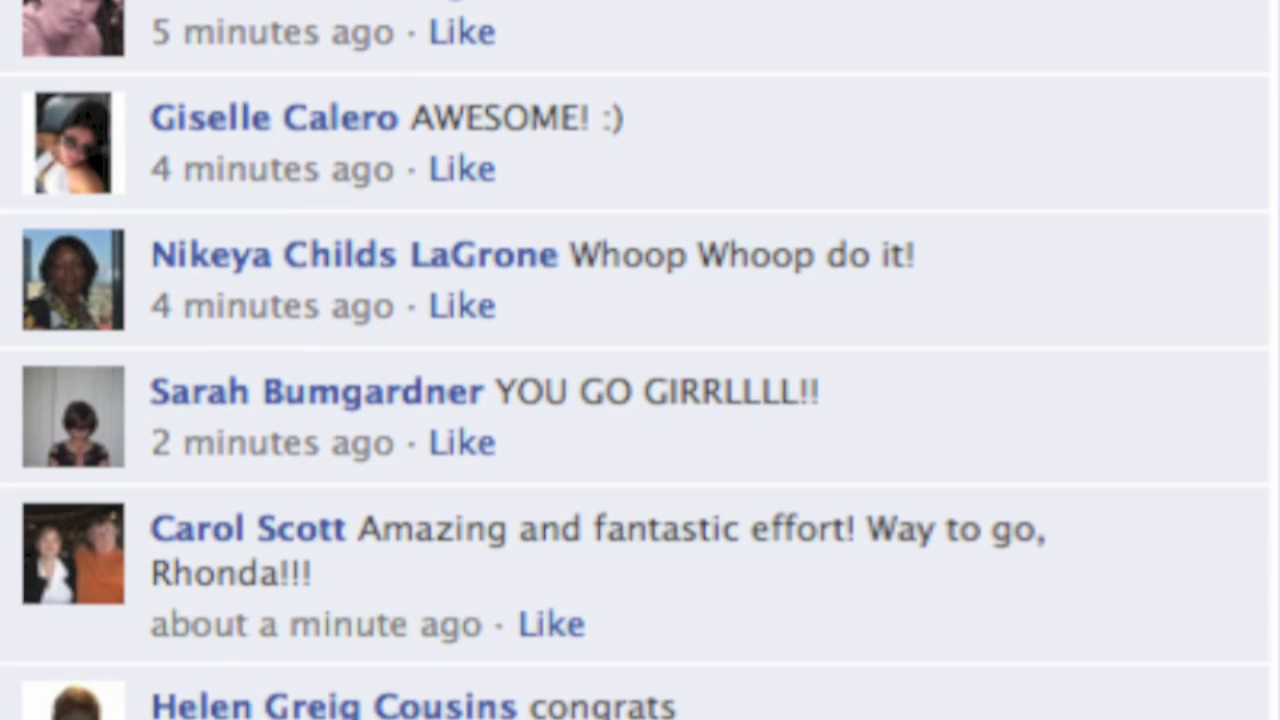 5 minutes ago · Like
Giselle Calero AWESOME! :)
4 minutes ago · Like
Nikeya Childs LaGrone Whoop Whoop do it!
4 minutes ago · Like
Sarah Bumgardner YOU GO GIRRLLLL!!
2 minutes ago · Like
Carol Scott Amazing and fantastic effort! Way to go,
Rhonda!!!
about a minute ago · Like
Helen Greig Cousins congrats